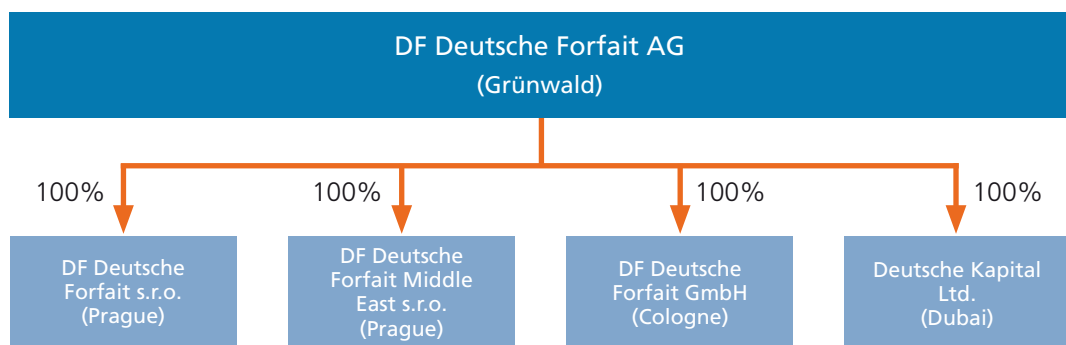 DF Deutsche Forfait AG
(Grünwald)
100%
100%
100%
100%
DF Deutsche
Forfait s.r.o.
(Prague)
DF Deutsche
Forfait Middle
East s.r.o.
(Prague)
DF Deutsche
Forfait GmbH
(Cologne)
Deutsche Kapital
Ltd.
(Dubai)